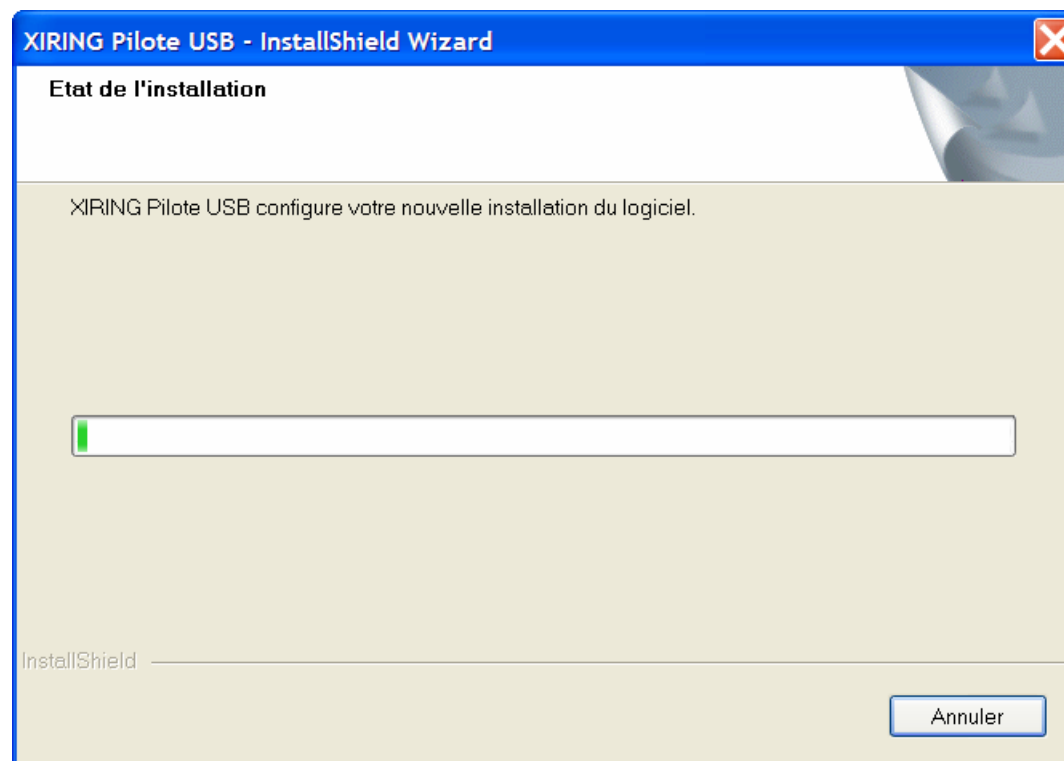 XIRING Pilote USB - InstallShield Wizard
Etat de l'installation
XIRING Pilote USB configure votre nouvelle installation du logiciel.
InstallShield
Annuler